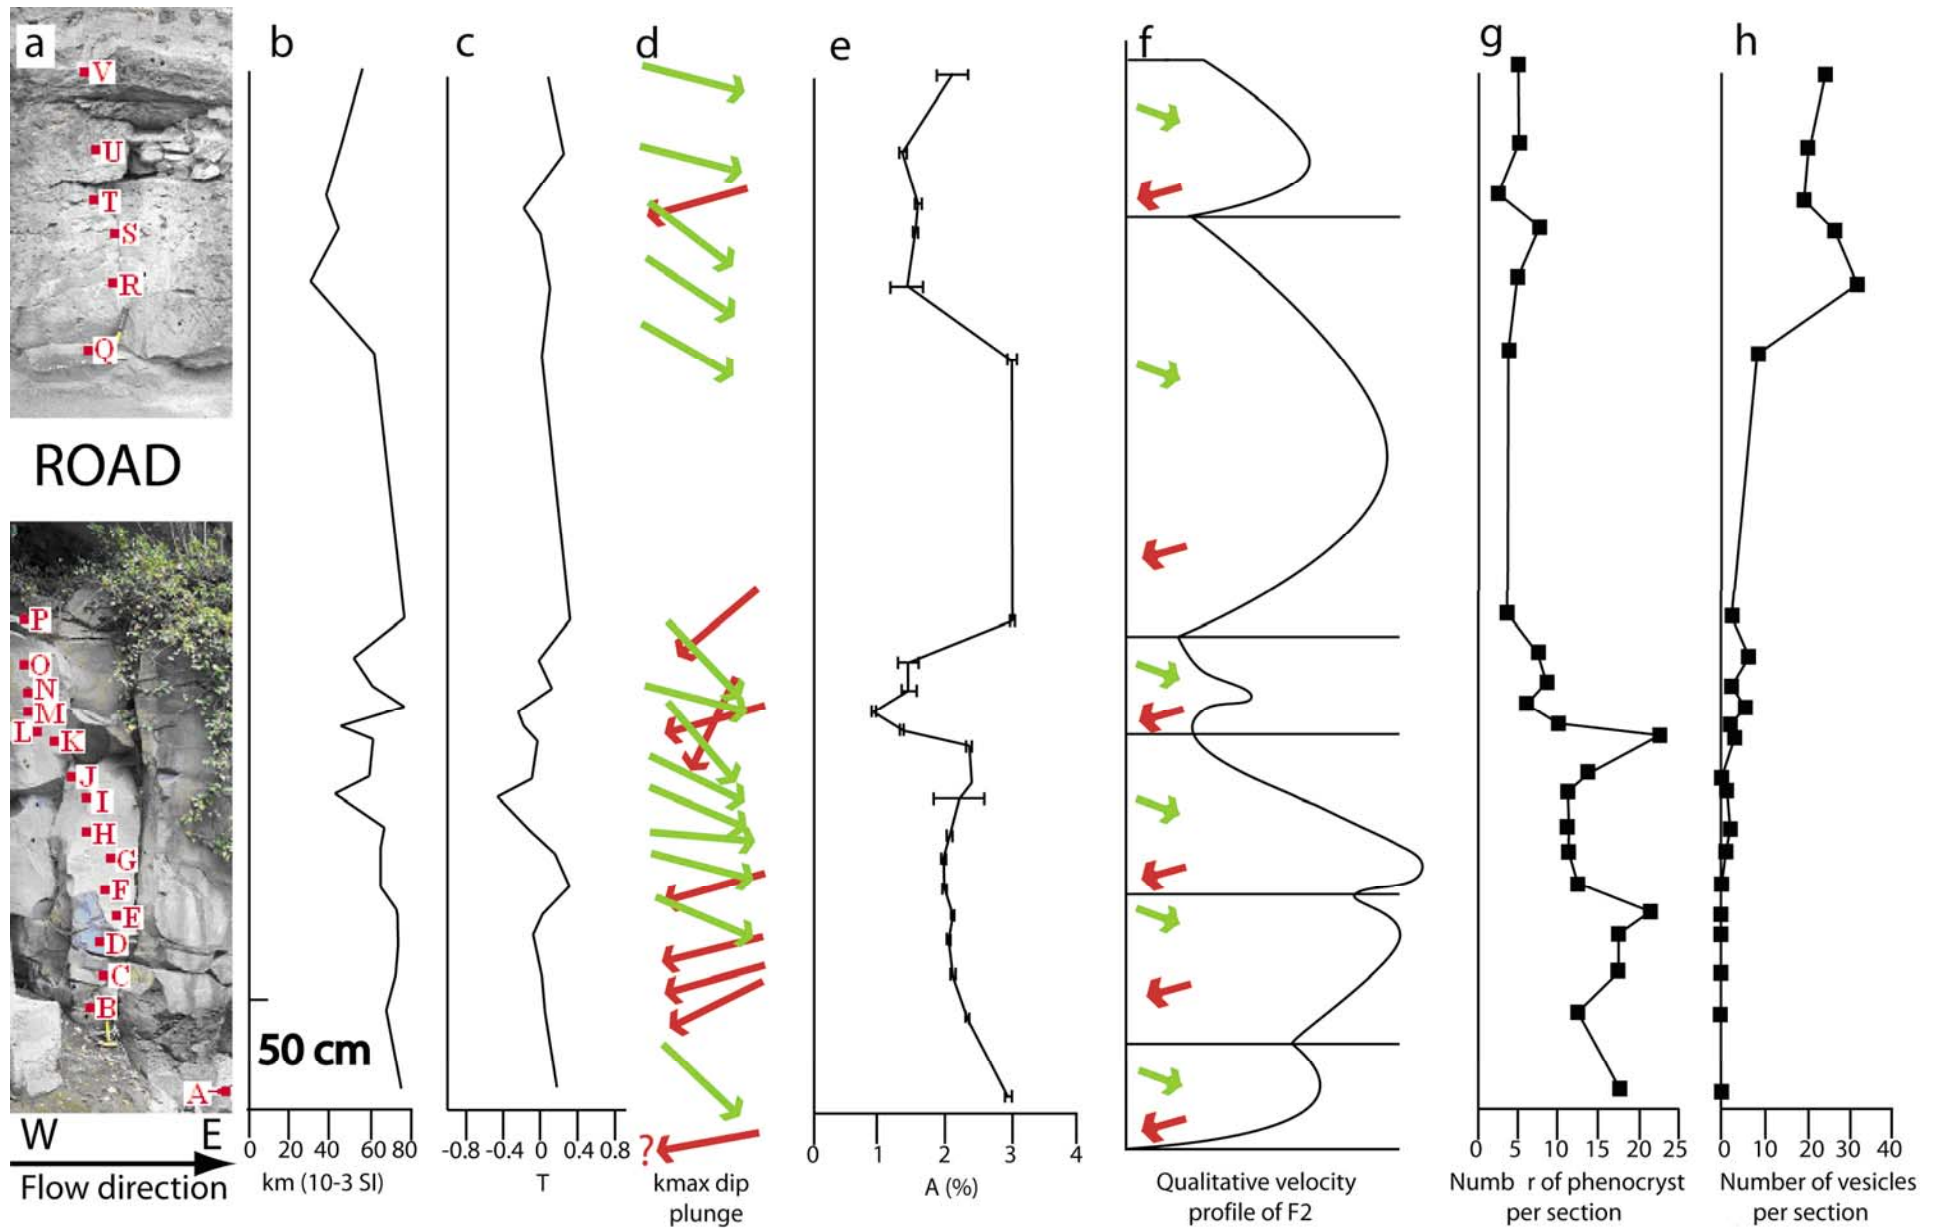 a
b
c
d
e
f
g
h
V
U
T
S
R
Q
ROAD
P
O
N
M
L
K
J
I
H
G
F
E
D
C
B
A
50 cm
?
W E
Flow direction
0 20 40 60 80
km (10-3 SI)
-0.8 -0.4 0 0.4 0.8
T
kmax dip
plunge
0 1 2 3 4
A (%)
Qualitative velocity
profile of F2
0 5 10 15 20 25
Numb r of phenocryst
per section
0 10 20 30 40
Number of vesicles
per section